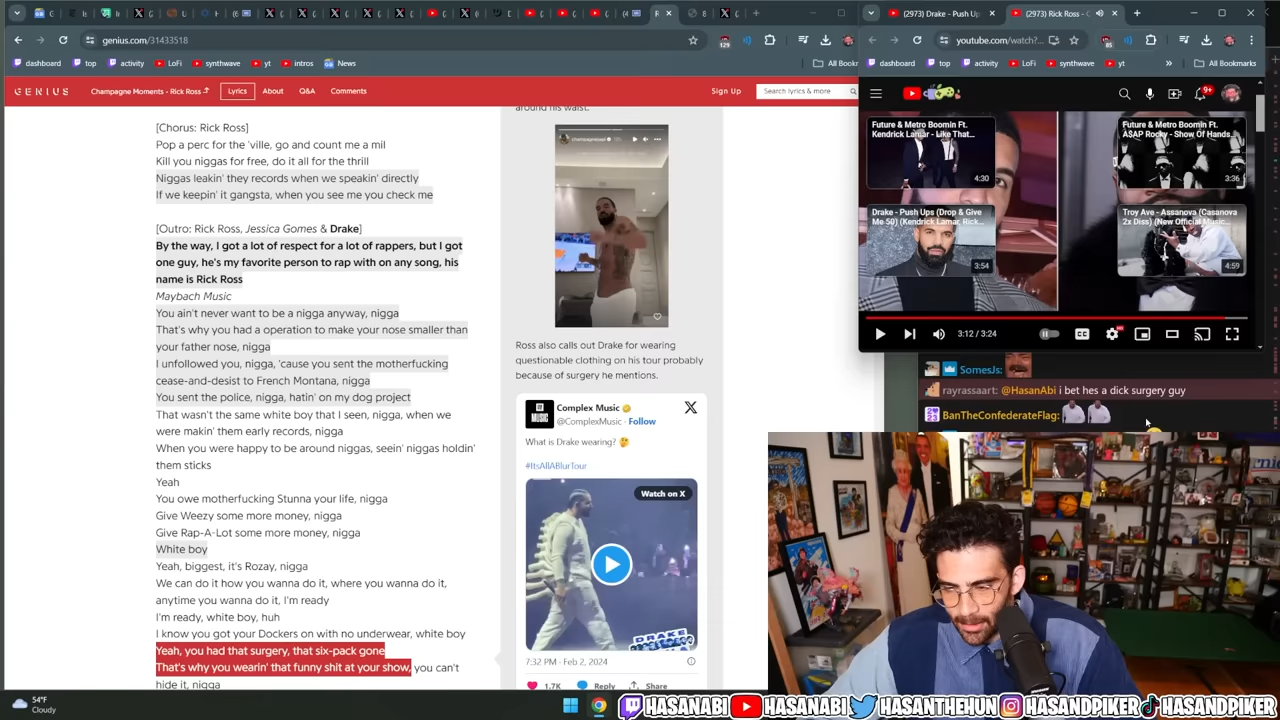 genius.com/31433518
129
dashboard
top
activity
LoFi
synthwave
yt
intros
News
All Bookm
GENIUS
Champagne Moments - Rick Ross
Lyrics
About
Q&A
Comments
Sign Up
Search lyrics & more
[Chorus: Rick Ross]
Pop a perc for the 'ville, go and count me a mil
Kill you niggas for free, do it all for the thrill
Niggas leakin' they records when we speakin' directly
If we keepin' it gangsta, when you see me you check me
[Outro: Rick Ross, Jessica Gomes & Drake]
By the way, I got a lot of respect for a lot of rappers, but I got
one guy, he's my favorite person to rap with on any song, his
name is Rick Ross
Maybach Music
You ain't never want to be a nigga anyway, nigga
That's why you had a operation to make your nose smaller than
your father nose, nigga
I unfollowed you, nigga, 'cause you sent the motherfucking
cease-and-desist to French Montana, nigga
You sent the police, nigga, hatin' on my dog project
That wasn't the same white boy that I seen, nigga, when we
were makin' them early records, nigga
When you were happy to be around niggas, seein' niggas holdin'
them sticks
Yeah
You owe motherfucking Stunna your life, nigga
Give Weezy some more money, nigga
Give Rap-A-Lot some more money, nigga
White boy
Yeah, biggest, it's Rozay, nigga
We can do it how you wanna do it, where you wanna do it,
anytime you wanna do it, I'm ready
I'm ready, white boy, huh
I know you got your Dockers on with no underwear, white boy
Yeah, you had that surgery, that six-pack gone
That's why you wearin' that funny shit at your show, you can't
hide it, nigga
around his waist.
Ross also calls out Drake for wearing
questionable clothing on his tour probably
because of surgery he mentions.
Complex Music
@ComplexMusic · Follow
What is Drake wearing? 🤔
#ItsAllABlurTour
Watch on X
DRAKE
7:32 PM · Feb 2, 2024
1.7K
Reply
Share
(2973) Drake - Push Up
(2973) Rick Ross -
youtube.com/watch?...
85
dashboard
top
activity
LoFi
synthwave
yt
All Bookmarks
9+
Future & Metro Boomin Ft.
Kendrick Lamar - Like That...
4:30
Future & Metro Boomin Ft.
A$AP Rocky - Show Of Hands...
3:36
Drake - Push Ups (Drop & Give
Me 50) (Kendrick Lamar, Rick...
3:54
Troy Ave - Assanova (Casanova
2x Diss) (New Official Music...
4:59
3:12 / 3:24
SomesJs:
rayrassaart: @HasanAbi i bet hes a dick surgery guy
BanTheConfederateFlag:
54°F
Cloudy
HASANABI
HASANABI
HASANTHEHUN
HASANDPIKER
HASANDPIKER